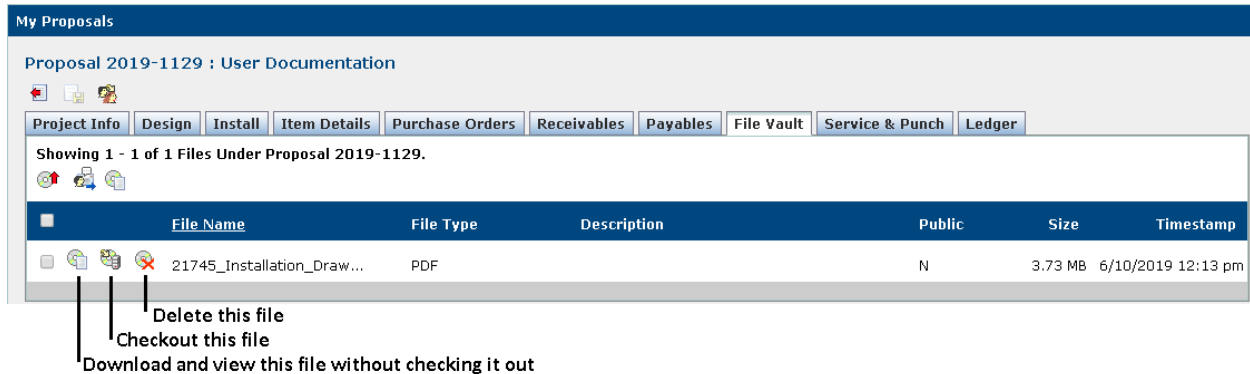 My Proposals
Proposal 2019-1129 : User Documentation
Project Info Design Install Item Details Purchase Orders Receivables Payables File Vault Service & Punch Ledger
Showing 1 - 1 of 1 Files Under Proposal 2019-1129.
File Name File Type Description Public Size Timestamp
21745_Installation_Draw... PDF N 3.73 MB 6/10/2019 12:13 pm
Delete this file
Checkout this file
Download and view this file without checking it out